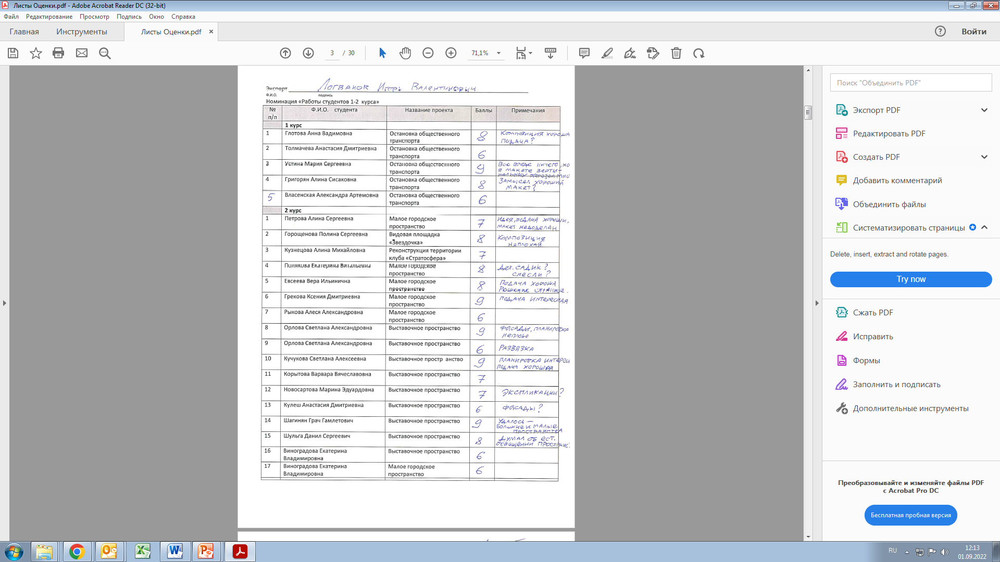 Листы Оценки.pdf - Adobe Acrobat Reader DC (32-bit)
Файл Редактирование Просмотр Подпись Окно Справка
Главная Инструменты Листы Оценки.pdf × ? Войти
3 / 30 71,1%
Эксперт Логванов Игорь Валентинович
Ф.И.О. подпись
Номинация «Работы студентов 1-2 курса»
№ п/п Ф.И.О. студента Название проекта Баллы Примечания
1 курс
1 Глотова Анна Вадимовна Остановка общественного 8 Композиция хороша
транспорта Подача?
2 Толмачева Анастасия Дмитриевна Остановка общественного 6
транспорта
3 Устина Мария Сергеевна Остановка общественного 9 Все вроде ничего, но
транспорта в макете верти-
кальных
4 Григорян Алина Сисаковна Остановка общественного 8 Замысел хороший
транспорта макет?
5 Власенская Александра Артемовна Остановка общественного 6
транспорта
2 курс
1 Петрова Алина Сергеевна Малое городское 7 Идея, подача хороши,
пространство макет недоделан
2 Горощенова Полина Сергеевна Видовая площадка 8 Композиция
«Звездочка» неплохая
3 Кузнецова Алина Михайловна Реконструкция территории 7
клуба «Стратосфера»
4 Полякова Екатерина Витальевна Малое городское 8 Дет. садик?
пространство снесли?
5 Евсеева Вера Ильинична Малое городское 8 Подача хороша
пространство Решение
6 Грекова Ксения Дмитриевна Малое городское 9 подача интересная
пространство
7 Рыкова Алеся Александровна Малое городское 6
пространство
8 Орлова Светлана Александровна Выставочное пространство 9 Фасады, планировка
неплохо
9 Орлова Светлана Александровна Выставочное пространство 6 Развязка
10 Кучукова Светлана Алексеевна Выставочное простр анство 9 планировка интерес
подача хорошая
11 Корытова Варвара Вячеславовна Выставочное пространство 7
12 Новосартова Марина Эдуардовна Выставочное пространство 7 Экспликации?
13 Кулеш Анастасия Дмитриевна Выставочное пространство 6 Фасады?
14 Шагинян Грач Гамлетович Выставочное пространство 9 Удалось —
большие и малые
пространства
15 Шульга Данил Сергеевич Выставочное пространство 8 Думал об ест.
освещении пространс.
16 Виноградова Екатерина Выставочное пространство 6
Владимировна
17 Виноградова Екатерина Малое городское 6
Владимировна пространство
Поиск "Объединить PDF"
Экспорт PDF
Редактировать PDF
Создать PDF
Добавить комментарий
Объединить файлы
Систематизировать страницы
Delete, insert, extract and rotate pages.
Try now
Сжать PDF
Исправить
Формы
Заполнить и подписать
Дополнительные инструменты
Преобразовывайте и изменяйте файлы PDF
с Acrobat Pro DC
Бесплатная пробная версия
RU 12:13
01.09.2022